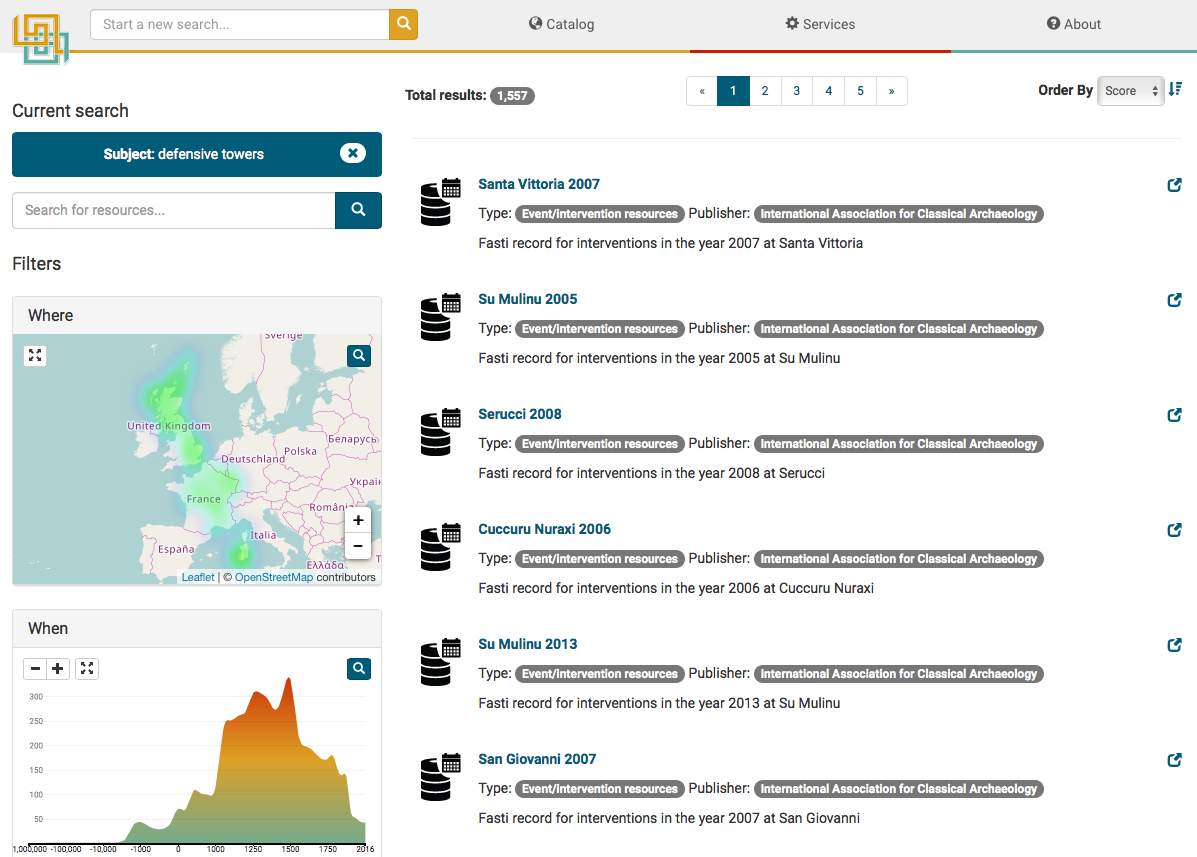 Start a new search...
Catalog
Services
About
Current search
Subject: defensive towers
Search for resources...
Filters
Where
Sverige
United Kingdom
Беларусь
Polska
Deutschland
Україн
France
România
Italia
España
Ελλάδα
+
−
Leaflet | © OpenStreetMap contributors
When
300
250
200
150
100
50
1,000,000 -100,000 -10,000 -1000 0 1000 1250 1500 1750 2016
Total results: 1,557
« 1 2 3 4 5 »
Order By Score
Santa Vittoria 2007
Type: Event/intervention resources Publisher: International Association for Classical Archaeology
Fasti record for interventions in the year 2007 at Santa Vittoria
Su Mulinu 2005
Type: Event/intervention resources Publisher: International Association for Classical Archaeology
Fasti record for interventions in the year 2005 at Su Mulinu
Serucci 2008
Type: Event/intervention resources Publisher: International Association for Classical Archaeology
Fasti record for interventions in the year 2008 at Serucci
Cuccuru Nuraxi 2006
Type: Event/intervention resources Publisher: International Association for Classical Archaeology
Fasti record for interventions in the year 2006 at Cuccuru Nuraxi
Su Mulinu 2013
Type: Event/intervention resources Publisher: International Association for Classical Archaeology
Fasti record for interventions in the year 2013 at Su Mulinu
San Giovanni 2007
Type: Event/intervention resources Publisher: International Association for Classical Archaeology
Fasti record for interventions in the year 2007 at San Giovanni